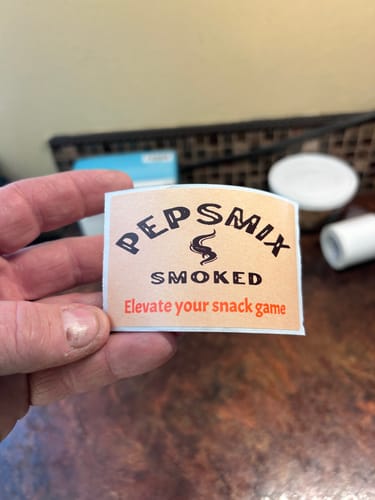 PEPSMIX
SMOKED
Elevate your snack game